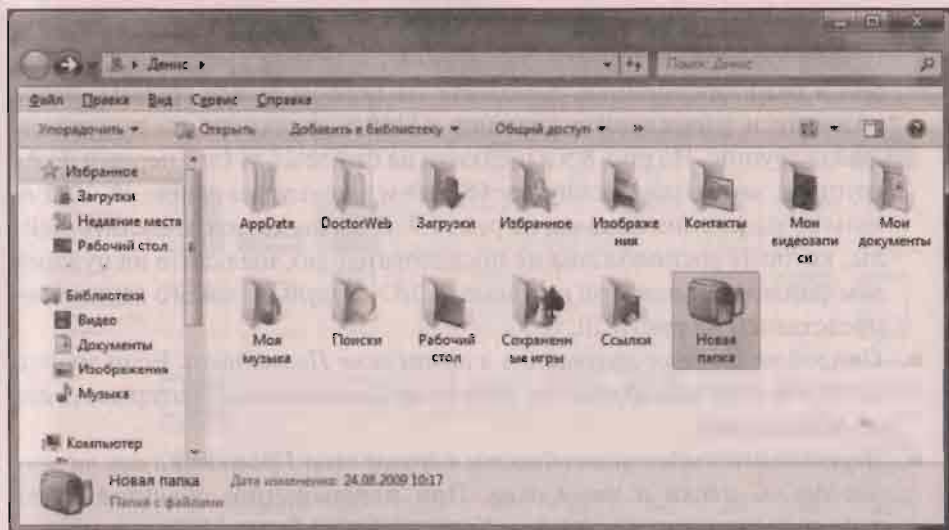 Денис
Поиск: Денис
Файл Правка Вид Сервис Справка
Упорядочить Открыть Добавить в библиотеку Общий доступ »
Избранное
Загрузки
Недавние места
Рабочий стол
Библиотеки
Видео
Документы
Изображения
Музыка
Компьютер
AppData DoctorWeb Загрузки Избранное Изображе
ния Контакты Мои
видеозапи
си Мои
документы
Моя
музыка Поиски Рабочий
стол Сохраненн
ые игры Ссылки Новая
папка
Новая папка Дата изменения: 24.08.2009 10:17
Папка с файлами